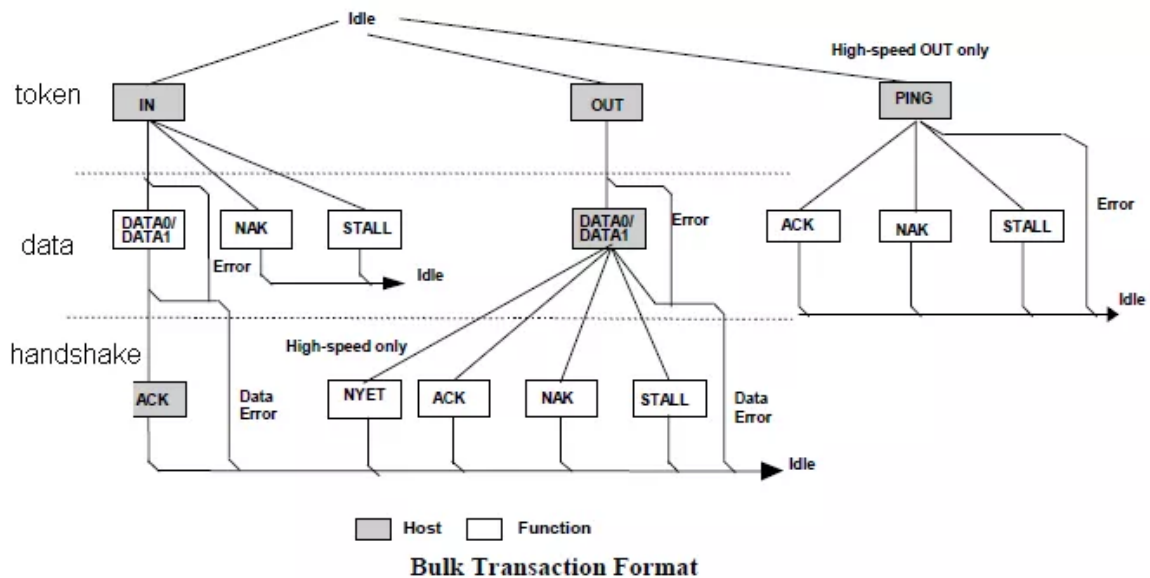 Idle
High-speed OUT only
token
IN
OUT
PING
DATA0/
DATA1
NAK
STALL
DATA0/
DATA1
Error
ACK
NAK
STALL
Error
data
Error
Idle
Idle
handshake
High-speed only
ACK
Data
Error
NYET
ACK
NAK
STALL
Data
Error
Idle
Host
Function
Bulk Transaction Format